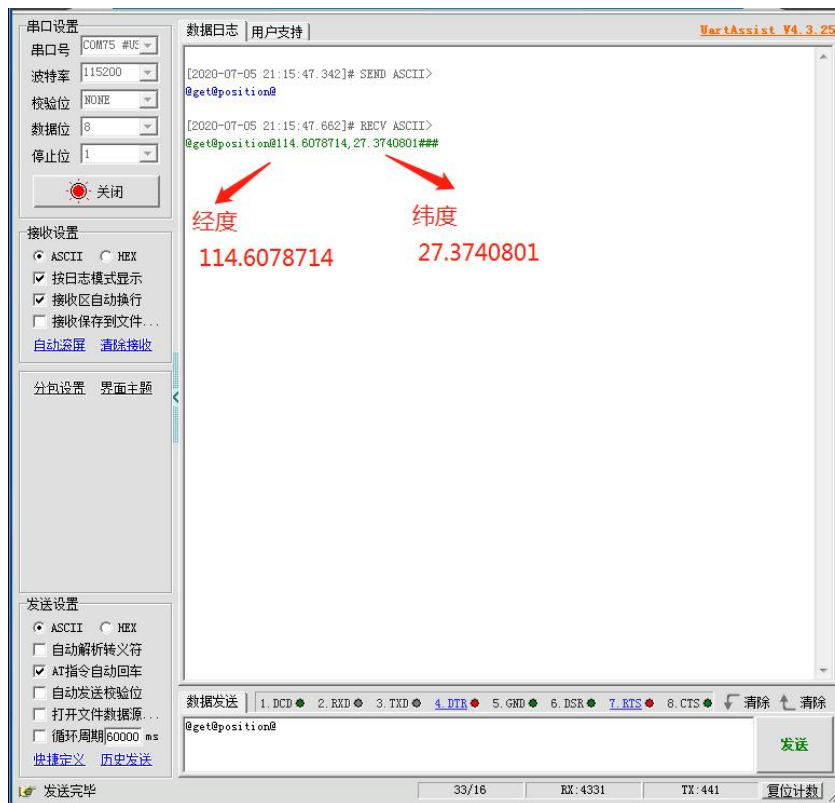 串口设置
串口号 COM75 #US
波特率 115200
校验位 NONE
数据位 8
停止位 1
关闭
接收设置
ASCII HEX
按日志模式显示
接收区自动换行
接收保存到文件...
自动滚屏 清除接收
分包设置 界面主题
发送设置
ASCII HEX
自动解析转义符
AT指令自动回车
自动发送校验位
打开文件数据源...
循环周期 60000 ms
快捷定义 历史发送
数据日志 用户支持 UartAssist V4.3.25
[2020-07-05 21:15:47.342]# SEND ASCII>
@get@position@
[2020-07-05 21:15:47.662]# RECV ASCII>
@get@position@114.6078714,27.3740801###
经度 纬度
114.6078714 27.3740801
数据发送 1.DCD 2.RXD 3.TXD 4.DTR 5.GND 6.DSR 7.RTS 8.CTS 清除 清除
@get@position@
发送
发送完毕 33/16 RX:4331 TX:441 复位计数